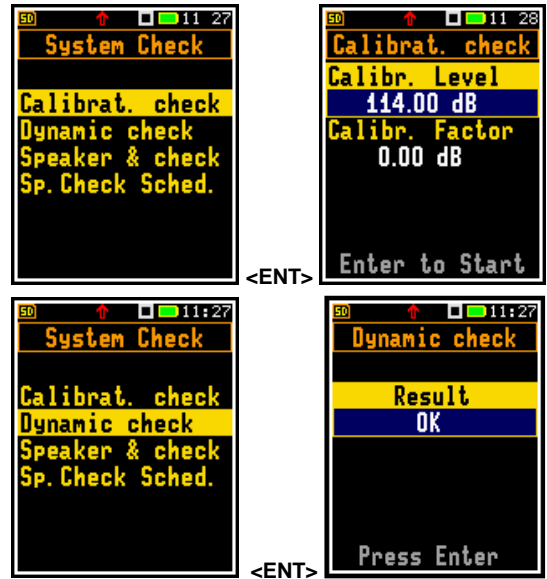 SD 11 27
System Check
Calibrat. check
Dynamic check
Speaker & check
Sp.Check Sched.
<ENT>
SD 11 28
Calibrat. check
Calibr. Level
114.00 dB
Calibr. Factor
0.00 dB
Enter to Start
SD 11:27
System Check
Calibrat. check
Dynamic check
Speaker & check
Sp.Check Sched.
<ENT>
SD 11:27
Dynamic check
Result
OK
Press Enter